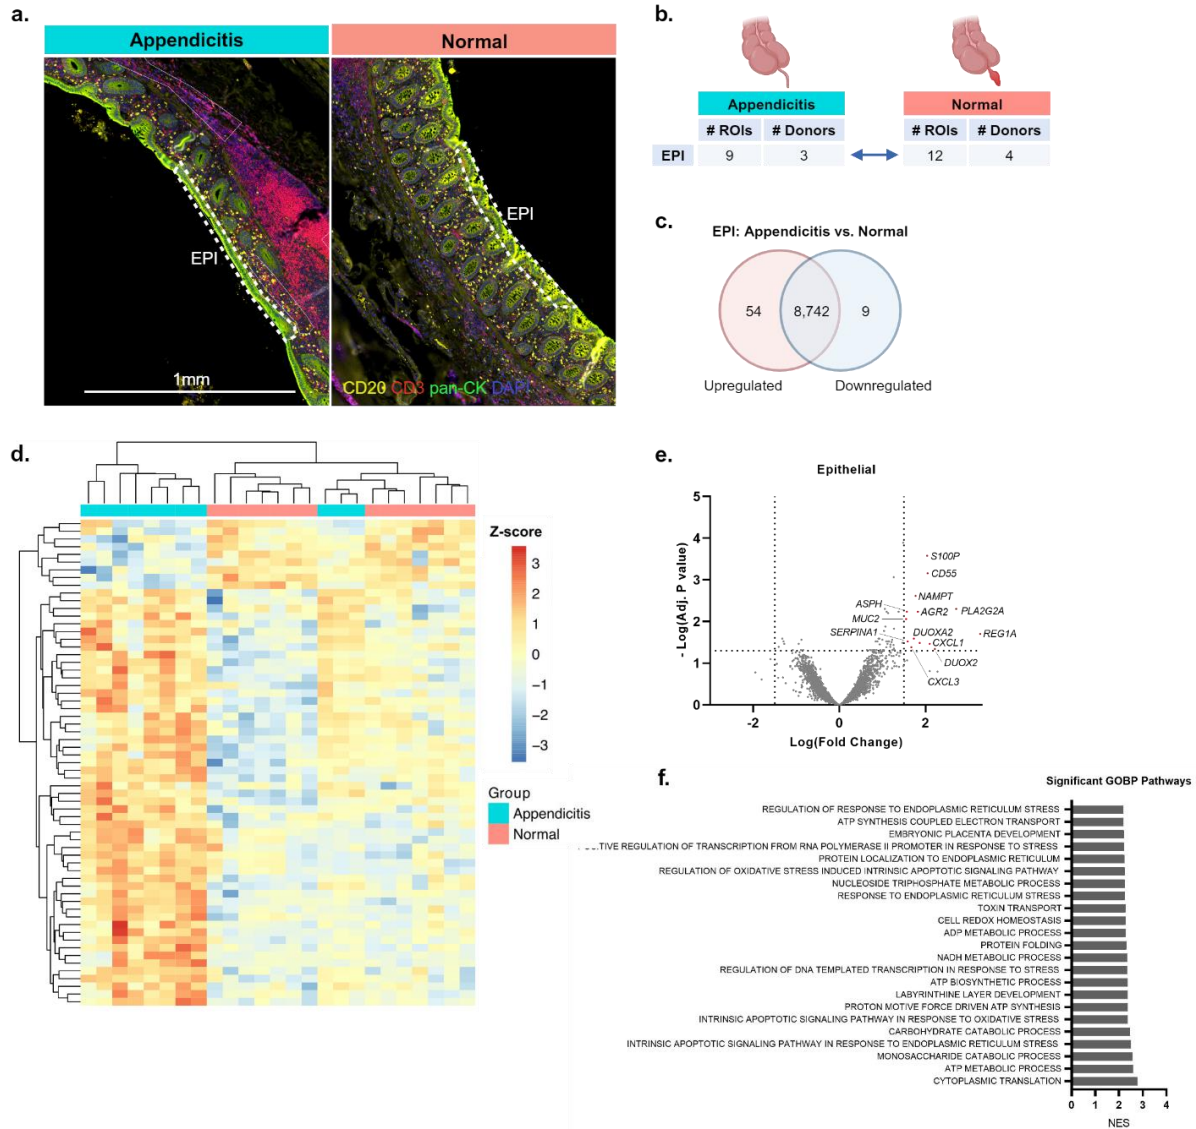 a.
Appendicitis
Normal
EPI
EPI
1mm
CD20 CD3 pan-CK DAPI
b.
Appendicitis
Normal
# ROIs
# Donors
# ROIs
# Donors
EPI
9
3
12
4
c.
EPI: Appendicitis vs. Normal
54
8,742
9
Upregulated
Downregulated
d.
Z-score
3
2
1
0
−1
−2
−3
Group
Appendicitis
Normal
e.
Epithelial
- Log(Adj. P value)
5
4
3
2
1
0
S100P
CD55
NAMPT
ASPH
AGR2
PLA2G2A
MUC2
SERPINA1
DUOXA2
REG1A
CXCL1
DUOX2
CXCL3
-2
0
2
Log(Fold Change)
f.
Significant GOBP Pathways
REGULATION OF RESPONSE TO ENDOPLASMIC RETICULUM STRESS
ATP SYNTHESIS COUPLED ELECTRON TRANSPORT
EMBRYONIC PLACENTA DEVELOPMENT
REGULATION OF TRANSCRIPTION FROM RNA POLYMERASE II PROMOTER IN RESPONSE TO STRESS
PROTEIN LOCALIZATION TO ENDOPLASMIC RETICULUM
REGULATION OF OXIDATIVE STRESS INDUCED INTRINSIC APOPTOTIC SIGNALING PATHWAY
NUCLEOSIDE TRIPHOSPHATE METABOLIC PROCESS
RESPONSE TO ENDOPLASMIC RETICULUM STRESS
TOXIN TRANSPORT
CELL REDOX HOMEOSTASIS
ADP METABOLIC PROCESS
PROTEIN FOLDING
NADH METABOLIC PROCESS
REGULATION OF DNA TEMPLATED TRANSCRIPTION IN RESPONSE TO STRESS
ATP BIOSYNTHETIC PROCESS
LABYRINTHINE LAYER DEVELOPMENT
PROTON MOTIVE FORCE DRIVEN ATP SYNTHESIS
INTRINSIC APOPTOTIC SIGNALING PATHWAY IN RESPONSE TO OXIDATIVE STRESS
CARBOHYDRATE CATABOLIC PROCESS
INTRINSIC APOPTOTIC SIGNALING PATHWAY IN RESPONSE TO ENDOPLASMIC RETICULUM STRESS
MONOSACCHARIDE CATABOLIC PROCESS
ATP METABOLIC PROCESS
CYTOPLASMIC TRANSLATION
0
1
2
3
4
NES